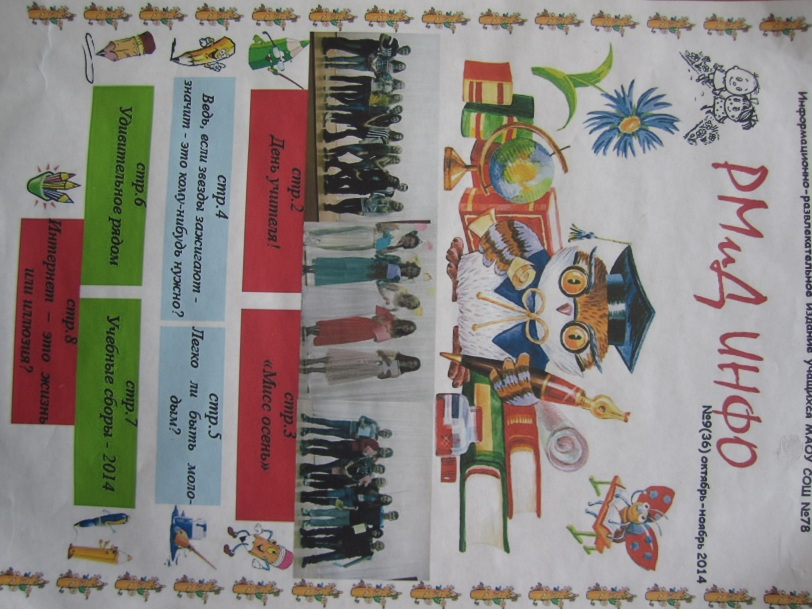 Информационно-развлекательное издание учащихся МАОУ СОШ №78
РМиД ИНФО
№9(36) октябрь-ноябрь 2014
стр.2
День учителя!
стр.3
«Мисс осень»
стр.4
Ведь, если звезды зажигают -
значит - это кому-нибудь нужно?
стр.5
Легко ли быть моло-
дым?
стр.6
Удивительное рядом
стр.7
Учебные сборы - 2014
стр.8
Интернет – это жизнь
или иллюзия?